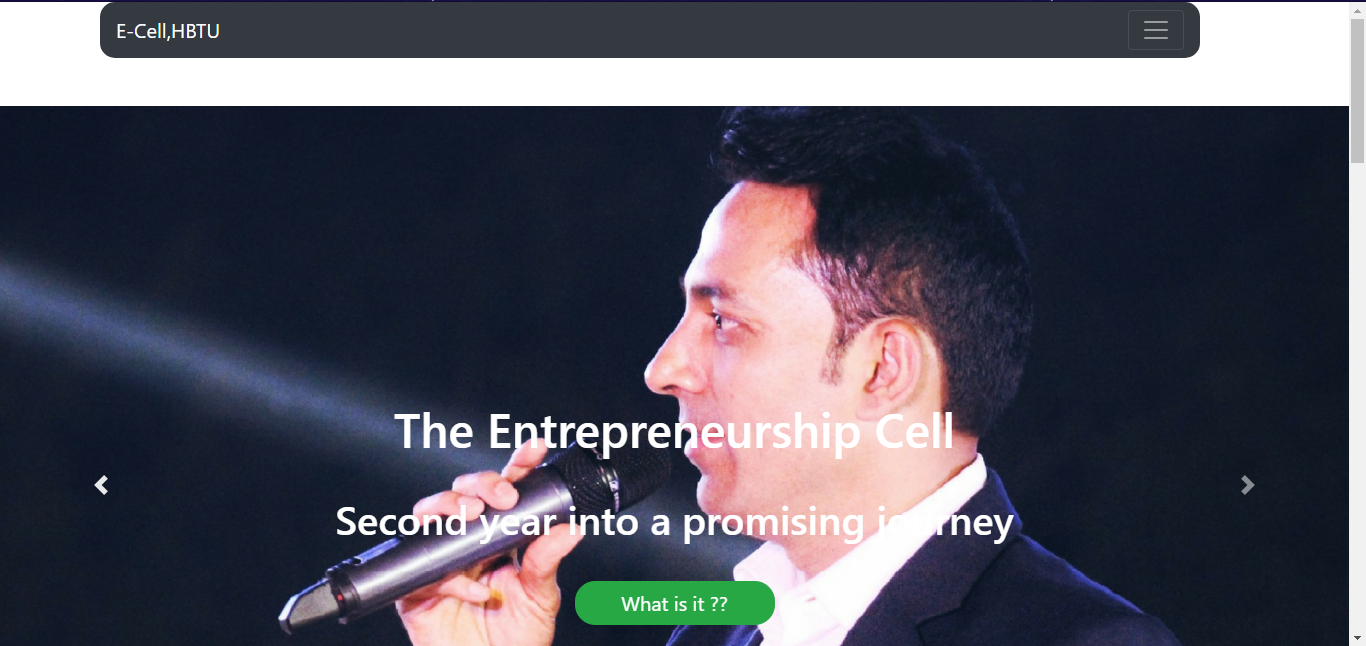 E-Cell,HBTU
The Entrepreneurship Cell
Second year into a promising journey
What is it ??